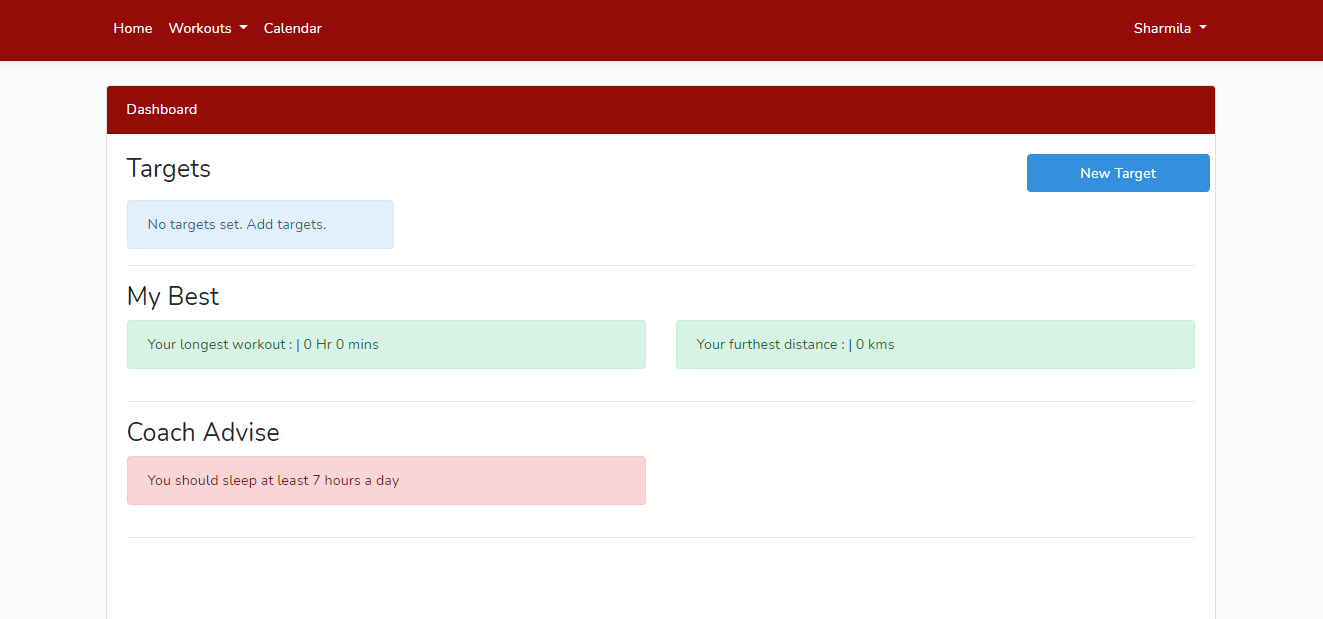 Home Workouts Calendar Sharmila
Dashboard
Targets
New Target
No targets set. Add targets.
My Best
Your longest workout : | 0 Hr 0 mins
Your furthest distance : | 0 kms
Coach Advise
You should sleep at least 7 hours a day